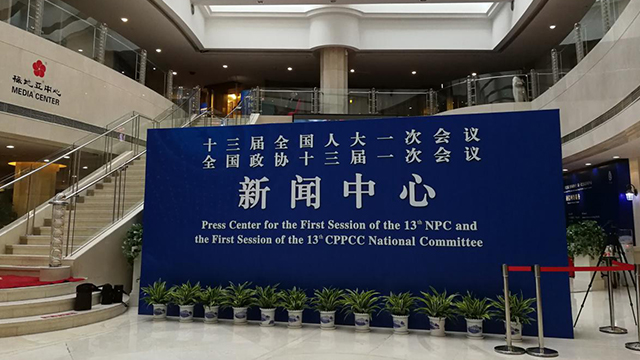 梅地亚中心
MEDIA CENTER
十三届全国人大一次会议
全国政协十三届一次会议
新闻中心
Press Center for the First Session of the 13th NPC and
the First Session of the 13th CPPCC National Committee